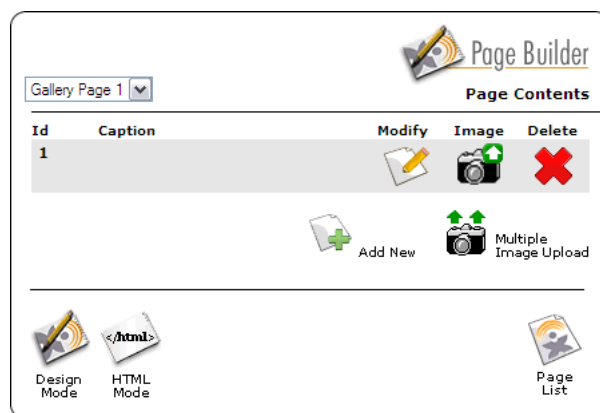 Page Builder
Gallery Page 1
Page Contents
Id Caption Modify Image Delete
1
Add New
Multiple
Image Upload
</html>
Design
Mode
HTML
Mode
Page
List